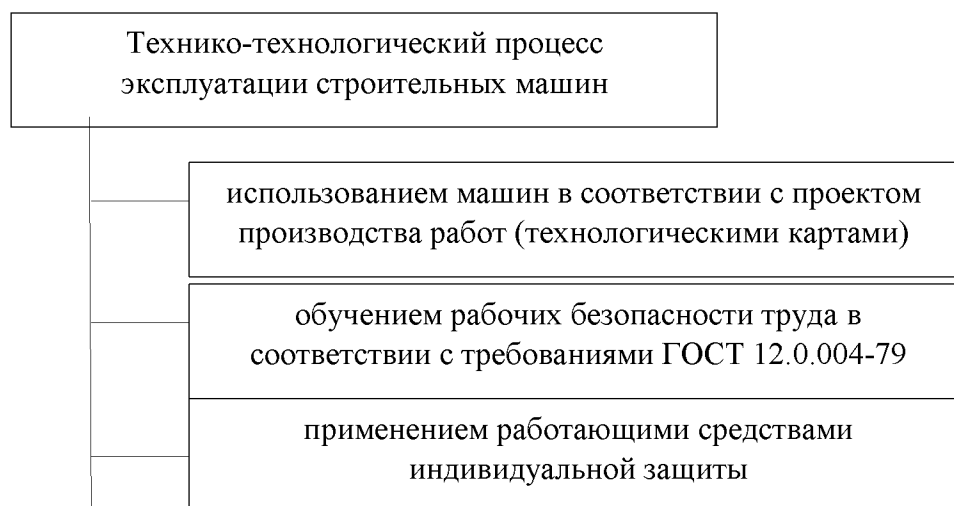 Технико-технологический процесс
эксплуатации строительных машин
использованием машин в соответствии с проектом
производства работ (технологическими картами)
обучением рабочих безопасности труда в
соответствии с требованиями ГОСТ 12.0.004-79
применением работающими средствами
индивидуальной защиты